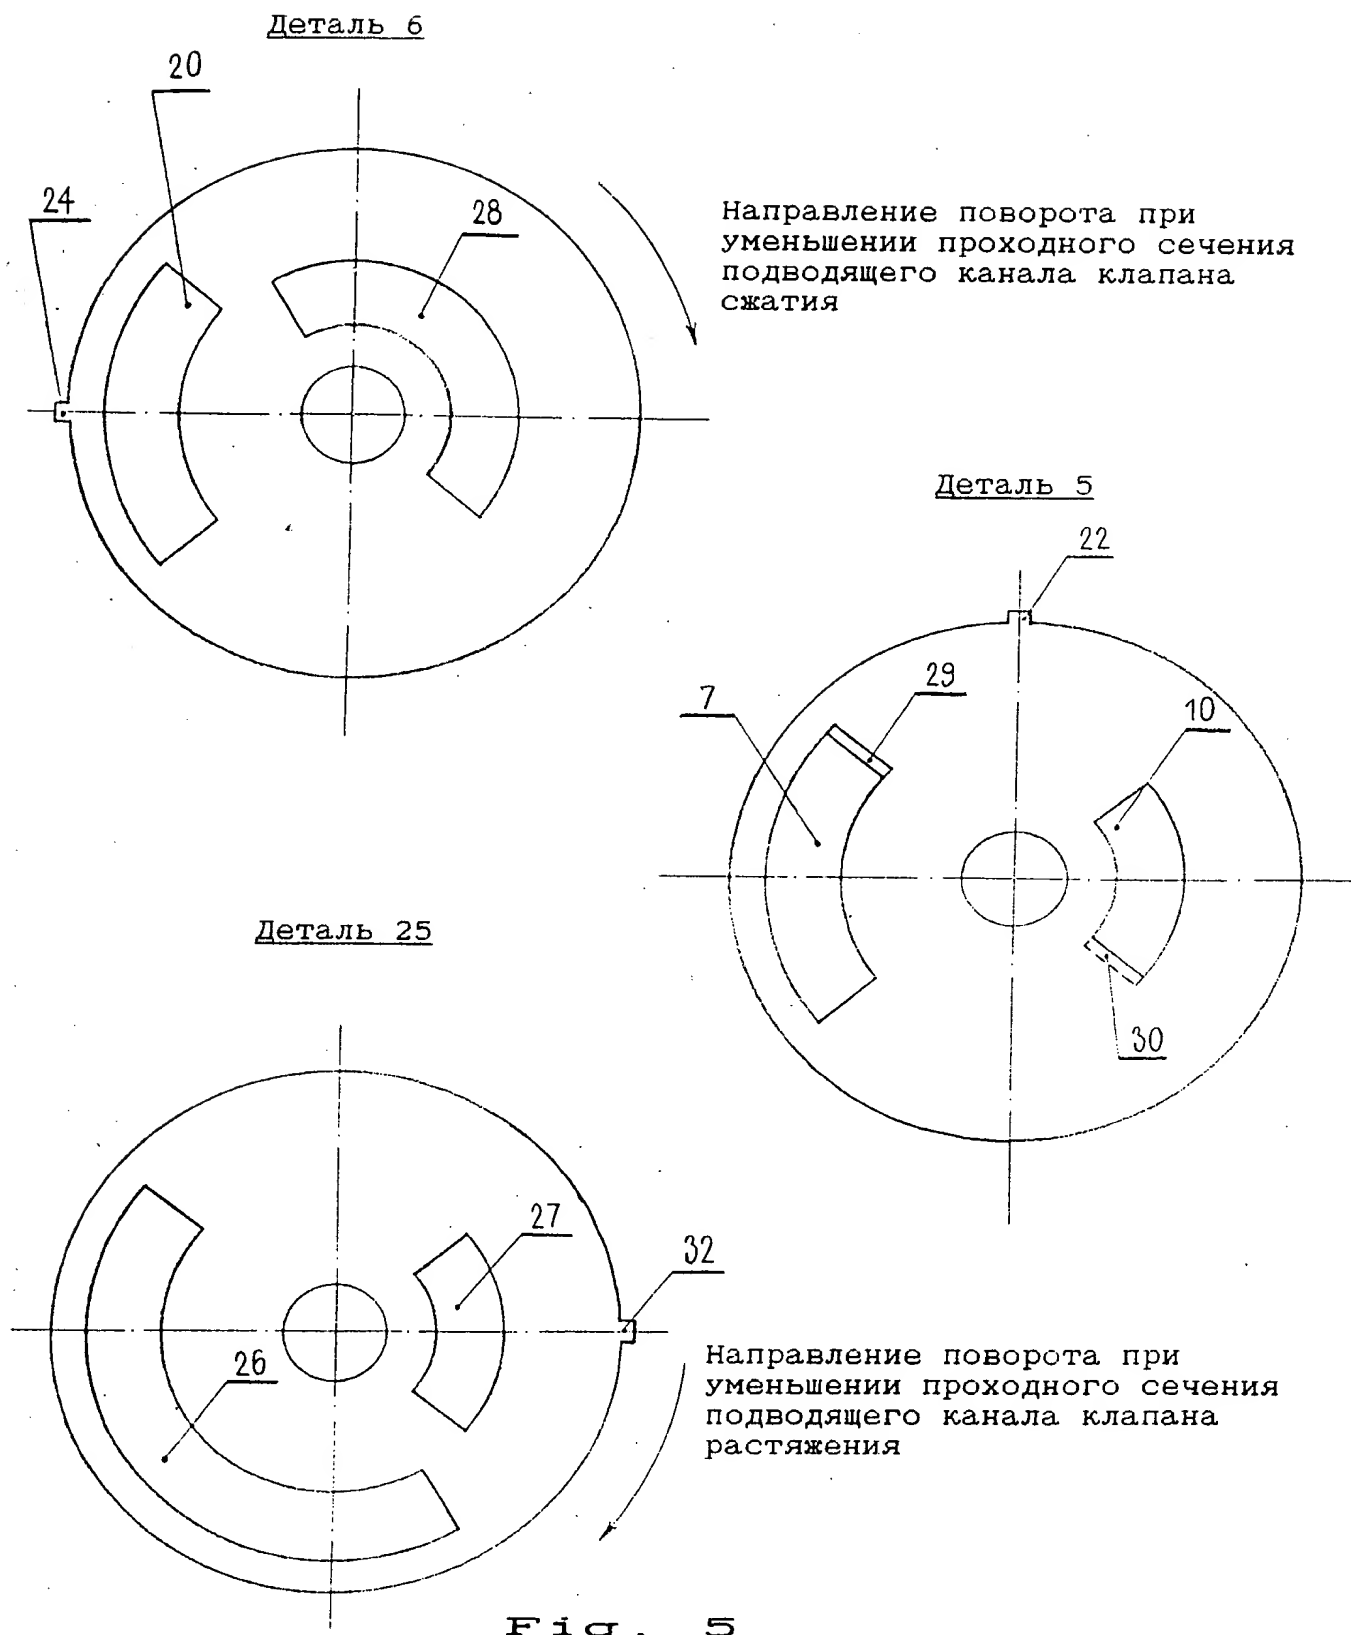 Деталь 6
20
24
28
Направление поворота при
уменьшении проходного сечения
подводящего канала клапана
сжатия
Деталь 5
22
29
7
10
30
Деталь 25
27
32
26
Направление поворота при
уменьшении проходного сечения
подводящего канала клапана
растяжения
Fig. 5